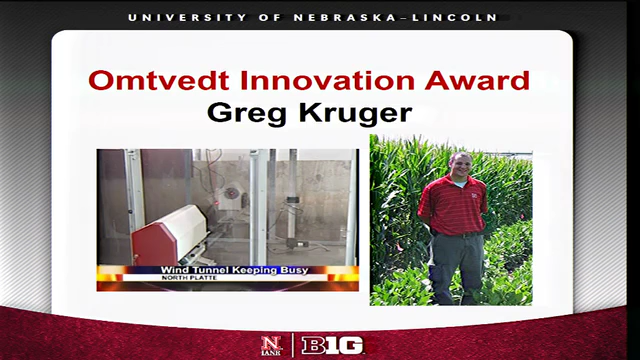 UNIVERSITY OF NEBRASKA–LINCOLN
Omtvedt Innovation Award
Greg Kruger
Wind Tunnel Keeping Busy
NORTH PLATTE
N
IANR
B1G